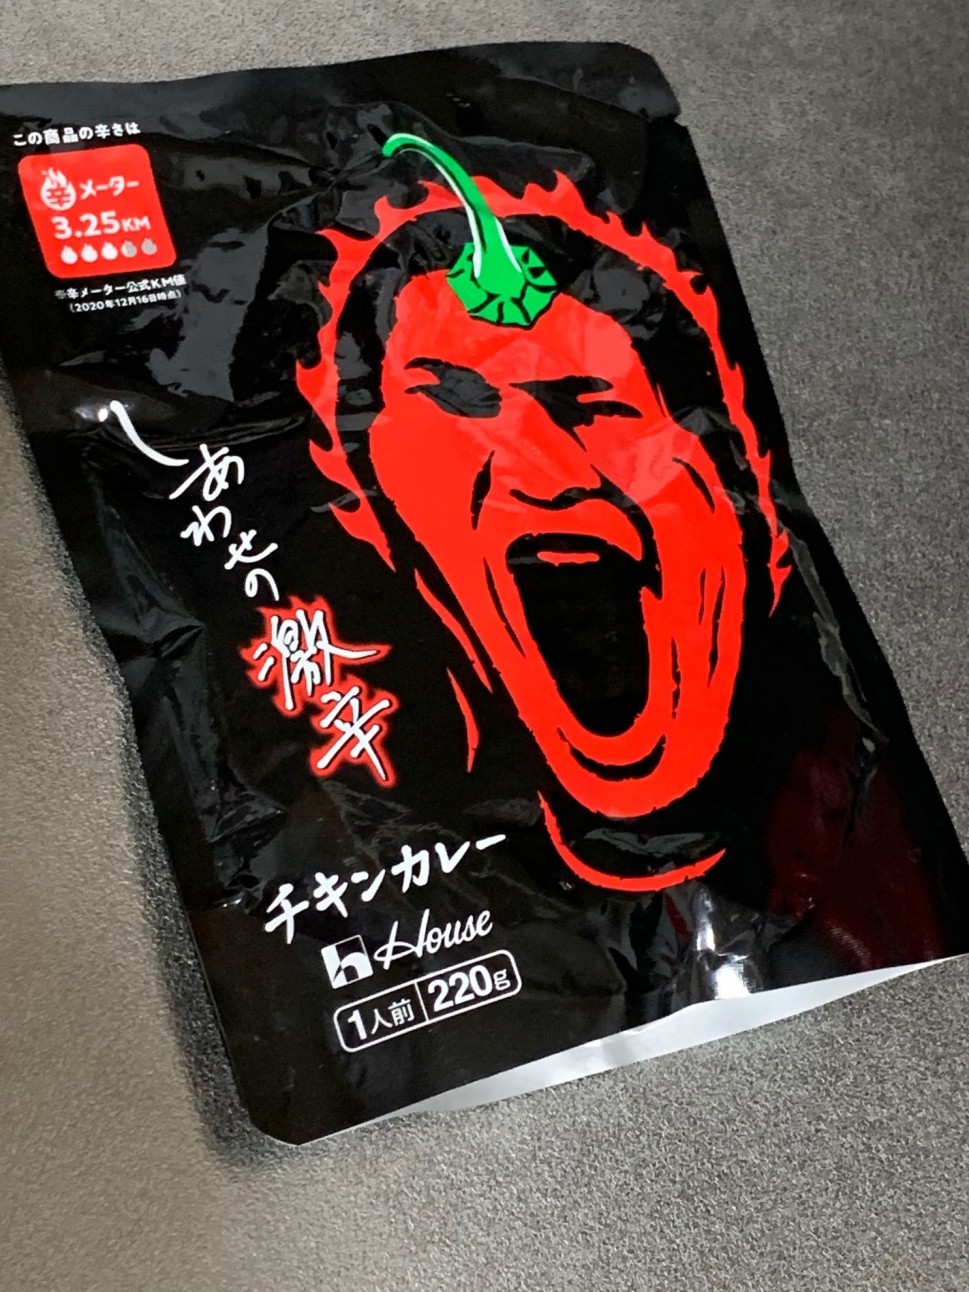 この商品の辛さは
辛メーター
3.25KM
※辛メーター公式KM値
(2020年12月16日時点)
しあわせの激辛
チキンカレー
House
1人前 220g